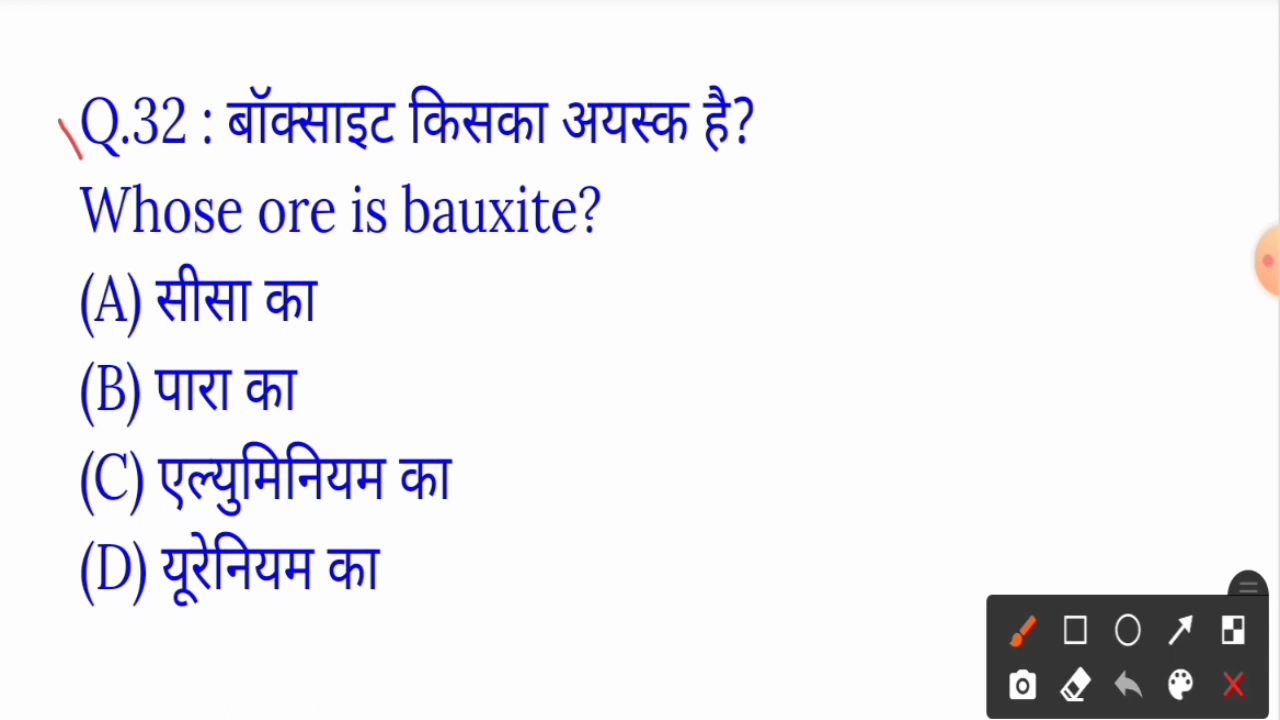 Q.32 : बॉक्साइट किसका अयस्क है?
Whose ore is bauxite?
(A) सीसा का
(B) पारा का
(C) एल्युमिनियम का
(D) यूरेनियम का